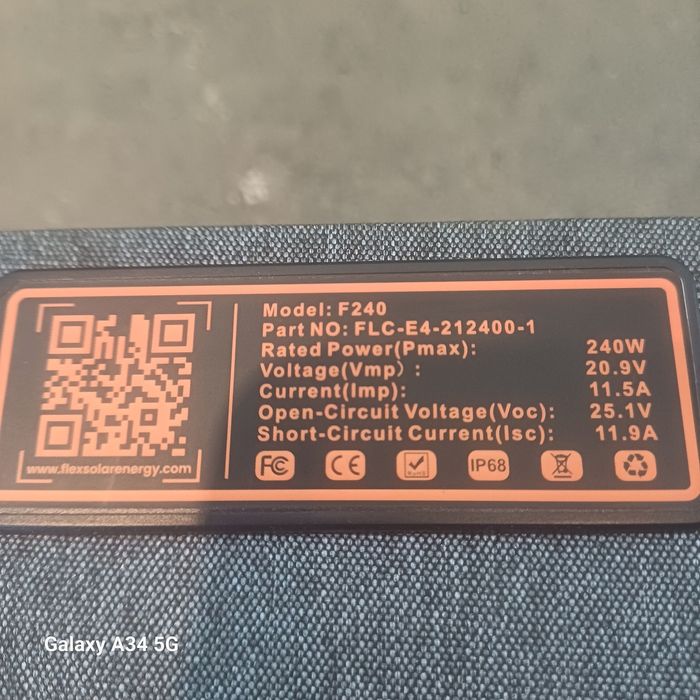 Model: F240
Part NO: FLC-E4-212400-1
Rated Power(Pmax): 240W
Voltage(Vmp): 20.9V
Current(Imp): 11.5A
Open-Circuit Voltage(Voc): 25.1V
Short-Circuit Current(Isc): 11.9A
www.flexsolarenergy.com
FC CE RoHS IP68
Galaxy A34 5G